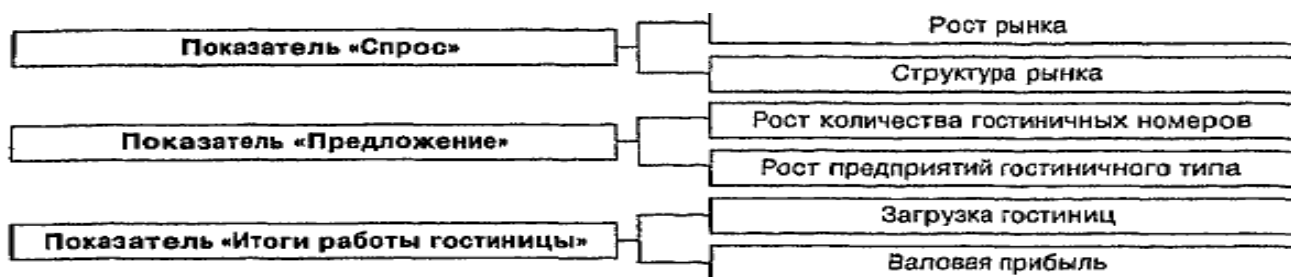 Показатель «Спрос»
Рост рынка
Структура рынка
Показатель «Предложение»
Рост количества гостиничных номеров
Рост предприятий гостиничного типа
Показатель «Итоги работы гостиницы»
Загрузка гостиниц
Валовая прибыль